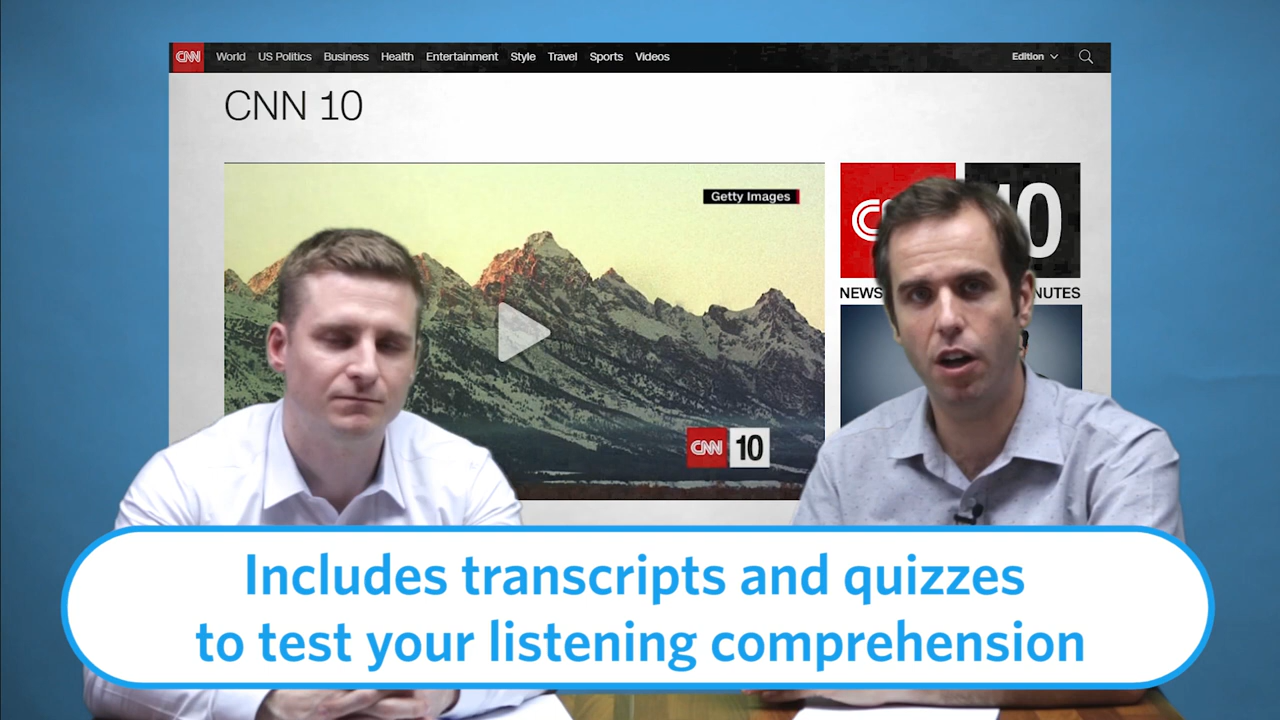 CNN World US Politics Business Health Entertainment Style Travel Sports Videos Edition
CNN 10
Getty Images
10
NEWS
NUTES
CNN 10
Includes transcripts and quizzes
to test your listening comprehension